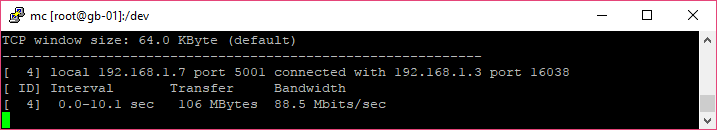 mc [root@gb-01]:/dev
TCP window size: 64.0 KByte (default)
------------------------------------------------------------
[  4] local 192.168.1.7 port 5001 connected with 192.168.1.3 port 16038
[ ID] Interval       Transfer     Bandwidth
[  4]  0.0-10.1 sec   106 MBytes  88.5 Mbits/sec